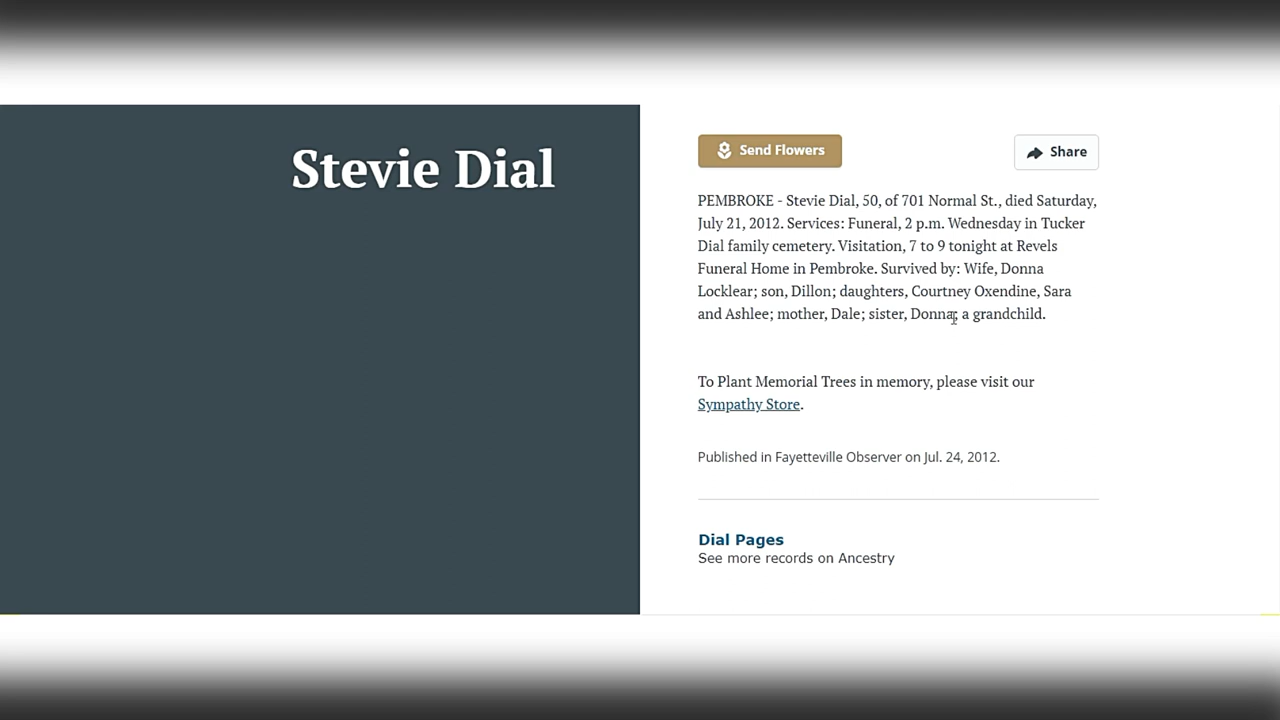 Stevie Dial
Send Flowers
Share
PEMBROKE - Stevie Dial, 50, of 701 Normal St., died Saturday,
July 21, 2012. Services: Funeral, 2 p.m. Wednesday in Tucker
Dial family cemetery. Visitation, 7 to 9 tonight at Revels
Funeral Home in Pembroke. Survived by: Wife, Donna
Locklear; son, Dillon; daughters, Courtney Oxendine, Sara
and Ashlee; mother, Dale; sister, Donna; a grandchild.
To Plant Memorial Trees in memory, please visit our
Sympathy Store.
Published in Fayetteville Observer on Jul. 24, 2012.
Dial Pages
See more records on Ancestry